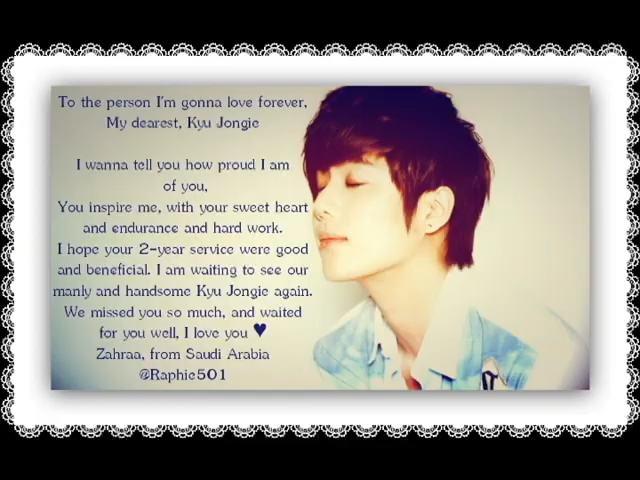 To the person I'm gonna love forever,
My dearest, Kyu Jongie
I wanna tell you how proud I am
of you,
You inspire me, with your sweet heart
and endurance and hard work.
I hope your 2-year service were good
and beneficial. I am waiting to see our
manly and handsome Kyu Jongie again.
We missed you so much, and waited
for you well, I love you ♥
Zahraa, from Saudi Arabia
@Raphie501